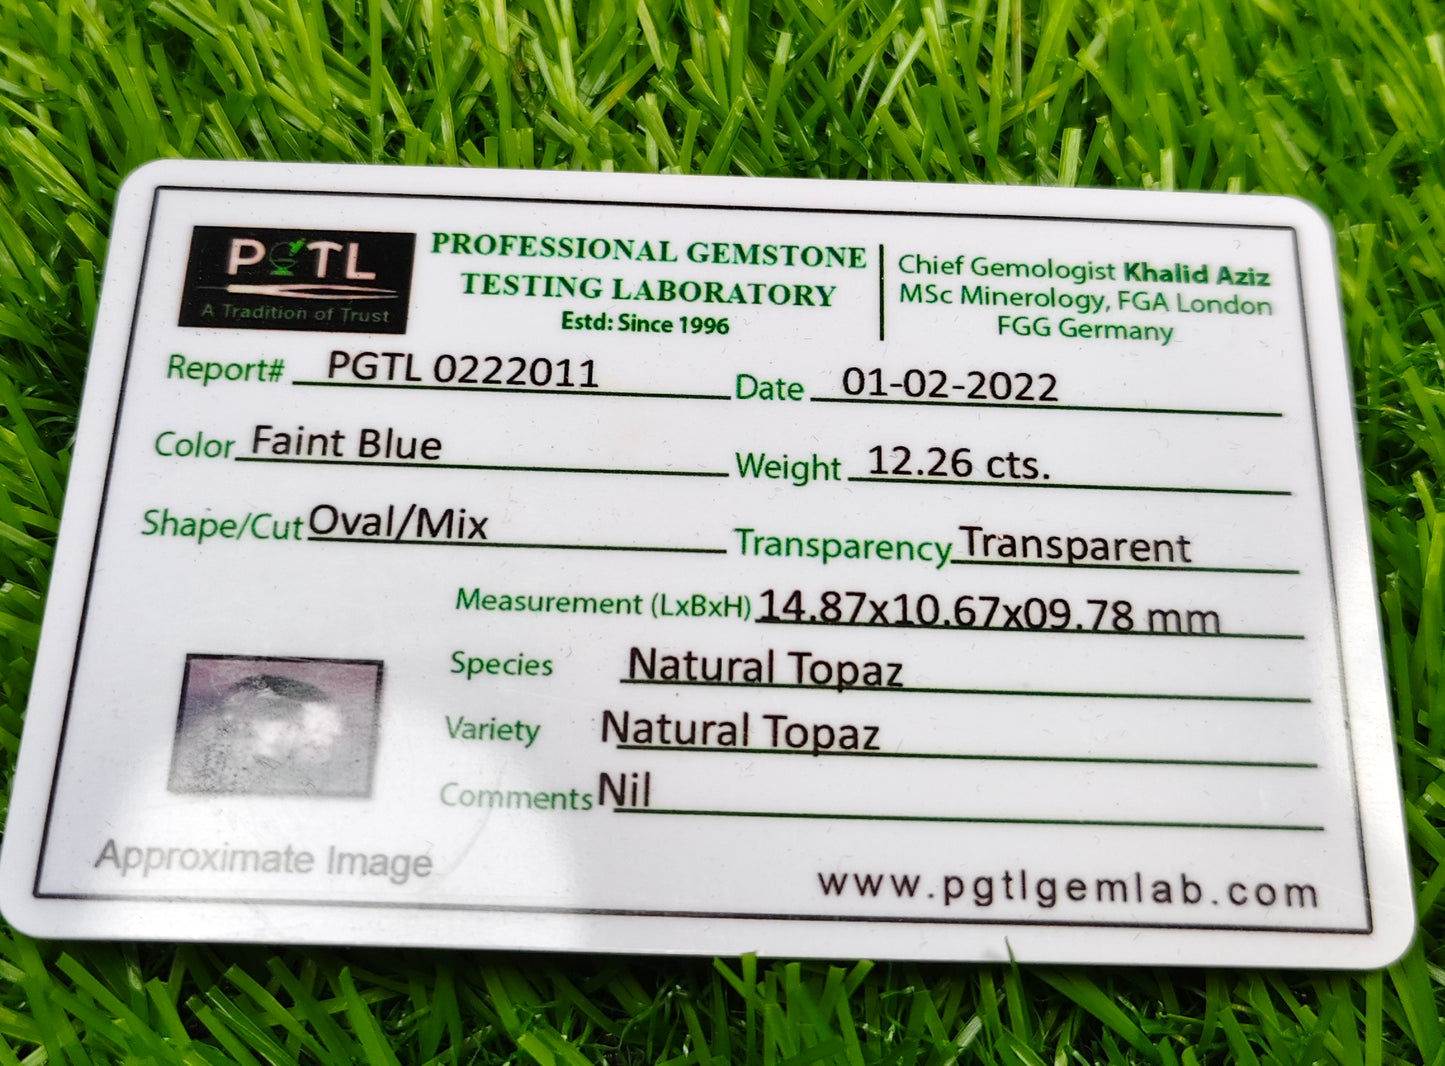 PGTL
A Tradition of Trust
PROFESSIONAL GEMSTONE
TESTING LABORATORY
Estd: Since 1996
Chief Gemologist Khalid Aziz
MSc Minerology, FGA London
FGG Germany
Report# PGTL 0222011
Date 01-02-2022
Color Faint Blue
Weight 12.26 cts.
Shape/Cut Oval/Mix
Transparency Transparent
Measurement (LxBxH) 14.87x10.67x09.78 mm
Species Natural Topaz
Variety Natural Topaz
Comments Nil
Approximate Image
www.pgtlgemlab.com